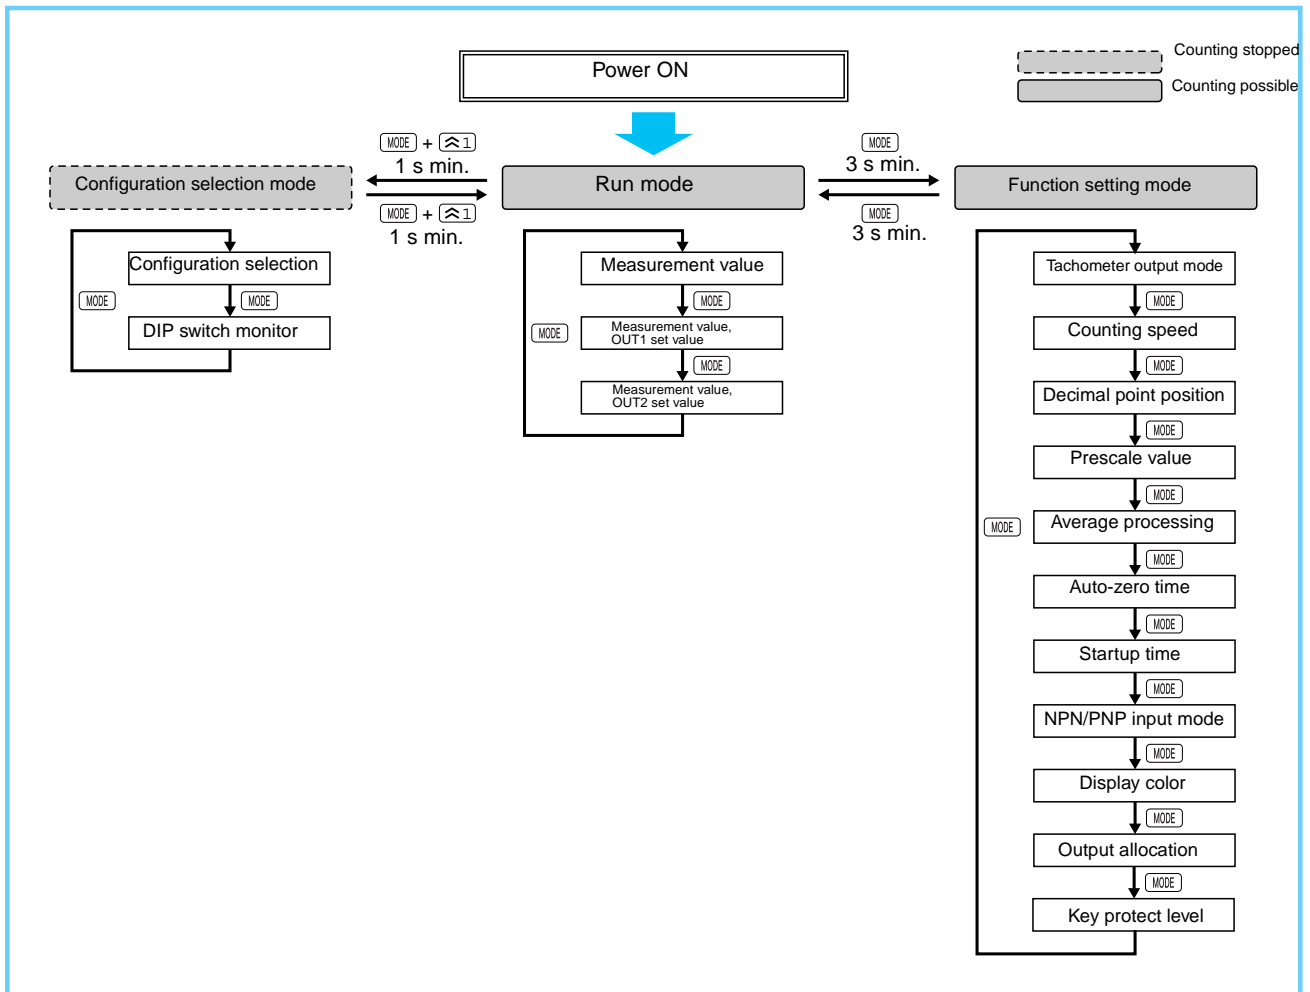 Power ON
Counting stopped
Counting possible
MODE + 1
1 s min.
MODE
3 s min.
Configuration selection mode
Run mode
Function setting mode
MODE + 1
1 s min.
MODE
3 s min.
Configuration selection
MODE
MODE
DIP switch monitor
Measurement value
MODE
MODE
Measurement value,
OUT1 set value
MODE
Measurement value,
OUT2 set value
Tachometer output mode
MODE
Counting speed
MODE
Decimal point position
MODE
Prescale value
MODE
MODE
Average processing
MODE
Auto-zero time
MODE
Startup time
MODE
NPN/PNP input mode
MODE
Display color
MODE
Output allocation
MODE
Key protect level